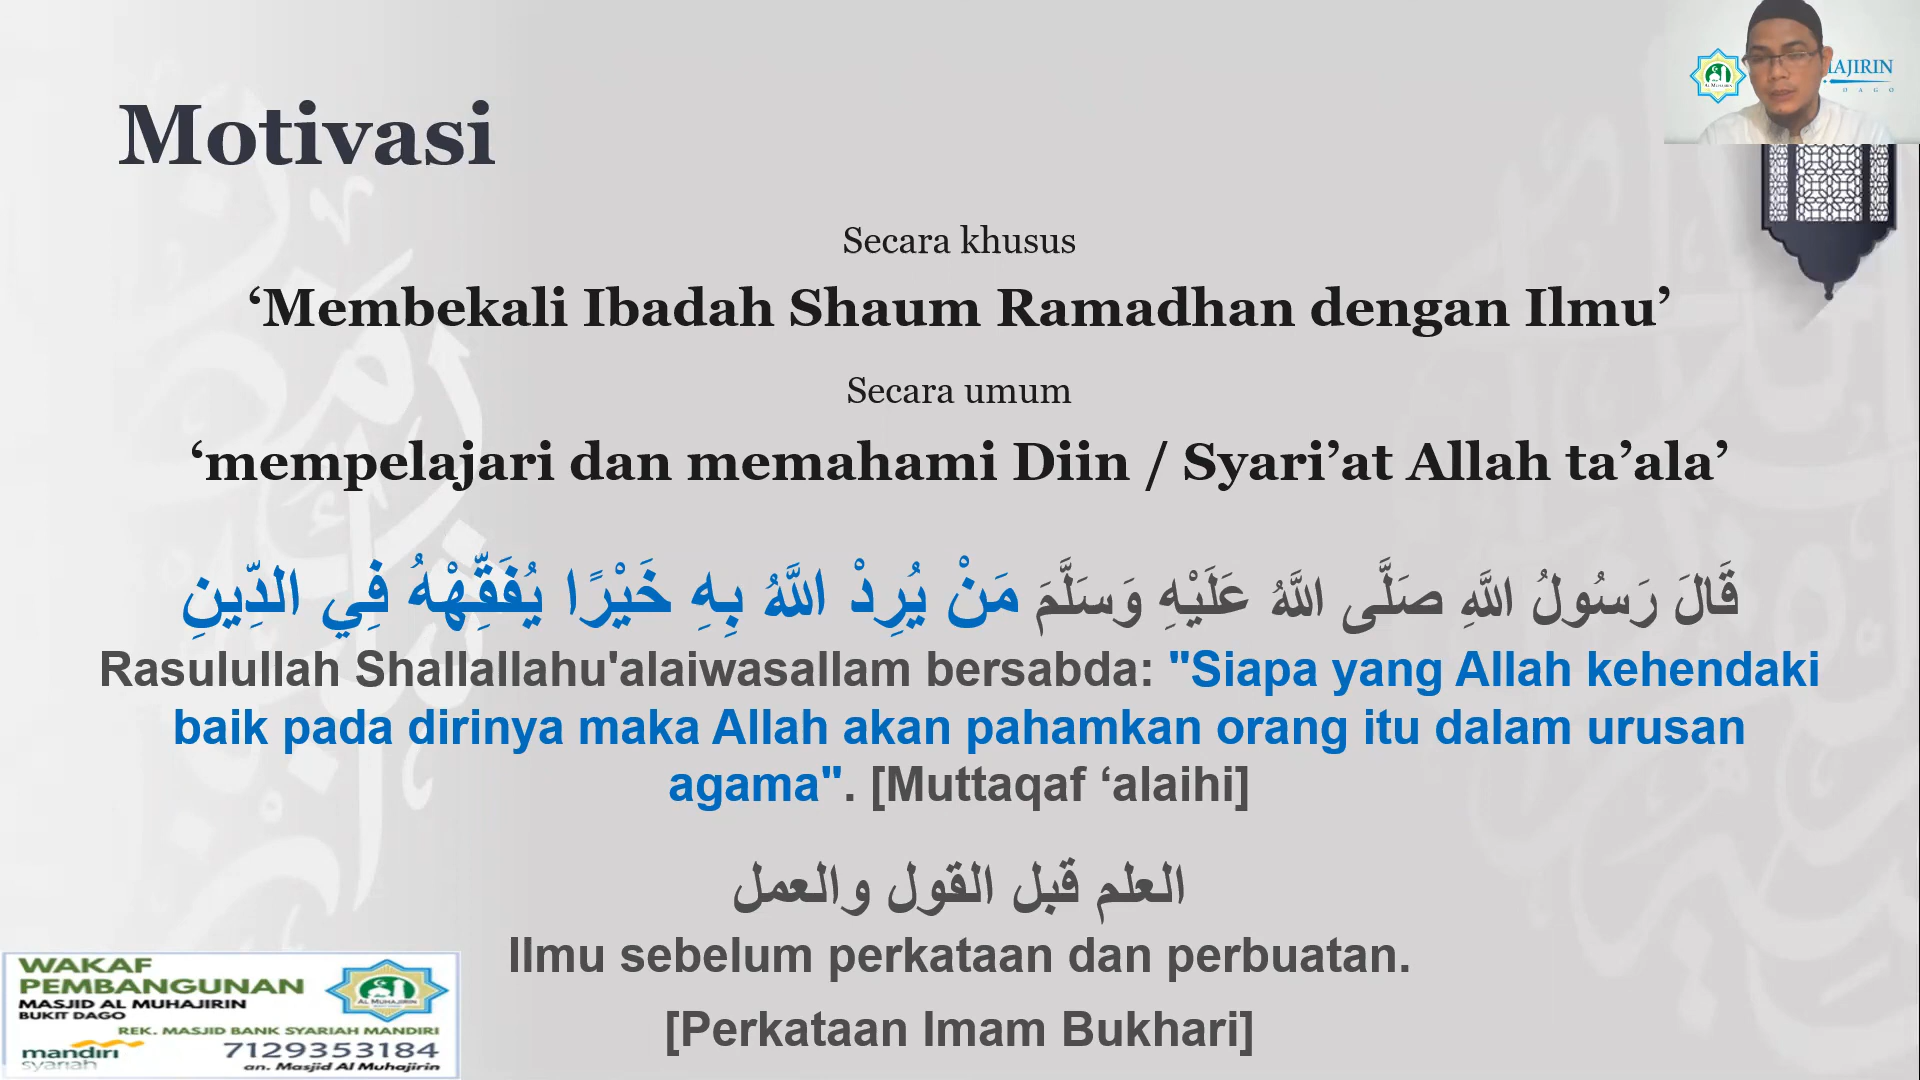 Motivasi
AJIRIN
D A G O
Secara khusus
‘Membekali Ibadah Shaum Ramadhan dengan Ilmu’
Secara umum
‘mempelajari dan memahami Diin / Syari’at Allah ta’ala’
قَالَ رَسُولُ اللَّهِ صَلَّى اللَّهُ عَلَيْهِ وَسَلَّمَ مَنْ يُرِدْ اللَّهُ بِهِ خَيْرًا يُفَقِّهْهُ فِي الدِّينِ
Rasulullah Shallallahu'alaiwasallam bersabda: "Siapa yang Allah kehendaki
baik pada dirinya maka Allah akan pahamkan orang itu dalam urusan
agama". [Muttaqaf ‘alaihi]
العلم قبل القول والعمل
Ilmu sebelum perkataan dan perbuatan.
[Perkataan Imam Bukhari]
WAKAF
PEMBANGUNAN
MASJID AL MUHAJIRIN
BUKIT DAGO
AL MUHAJIRIN
REK. MASJID BANK SYARIAH MANDIRI
mandiri
syariah
7129353184
an. Masjid Al Muhajirin